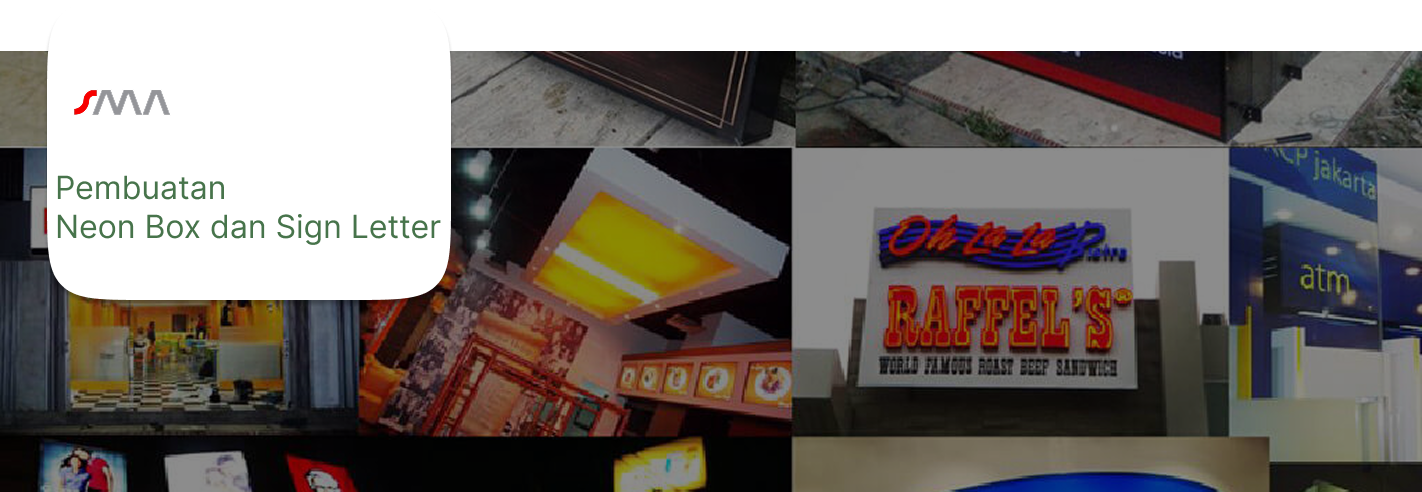 SMA
Pembuatan
Neon Box dan Sign Letter
Oh La La Bistro
RAFFEL'S®
WORLD FAMOUS ROAST BEEF SANDWICH
KCP jakarta
atm